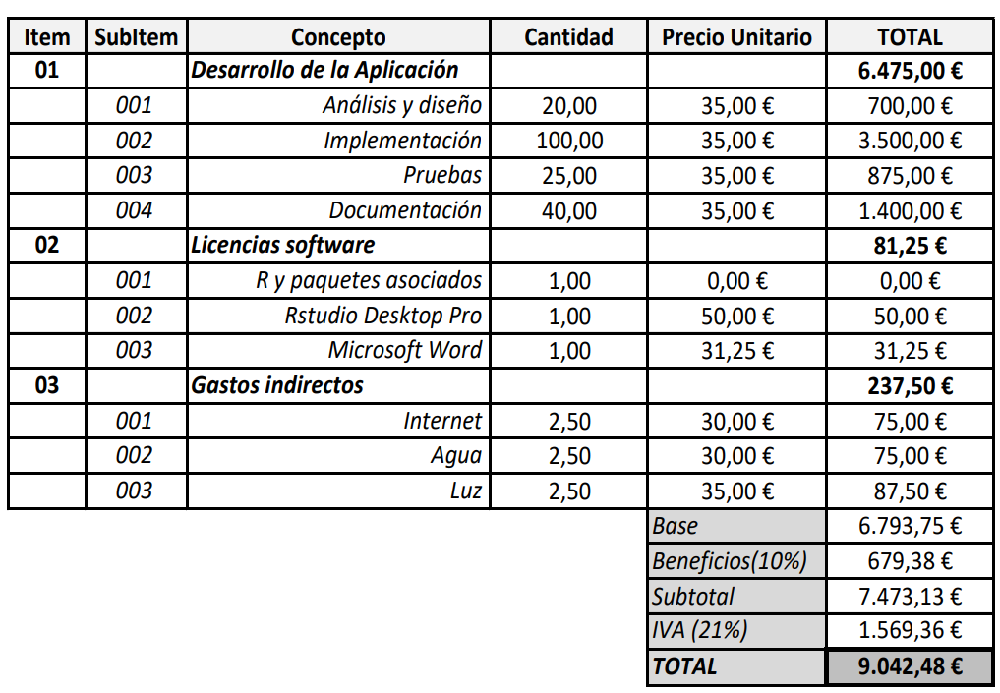 Item SubItem Concepto Cantidad Precio Unitario TOTAL
01 Desarrollo de la Aplicación 6.475,00 €
001 Análisis y diseño 20,00 35,00 € 700,00 €
002 Implementación 100,00 35,00 € 3.500,00 €
003 Pruebas 25,00 35,00 € 875,00 €
004 Documentación 40,00 35,00 € 1.400,00 €
02 Licencias software 81,25 €
001 R y paquetes asociados 1,00 0,00 € 0,00 €
002 Rstudio Desktop Pro 1,00 50,00 € 50,00 €
003 Microsoft Word 1,00 31,25 € 31,25 €
03 Gastos indirectos 237,50 €
001 Internet 2,50 30,00 € 75,00 €
002 Agua 2,50 30,00 € 75,00 €
003 Luz 2,50 35,00 € 87,50 €
Base 6.793,75 €
Beneficios(10%) 679,38 €
Subtotal 7.473,13 €
IVA (21%) 1.569,36 €
TOTAL 9.042,48 €